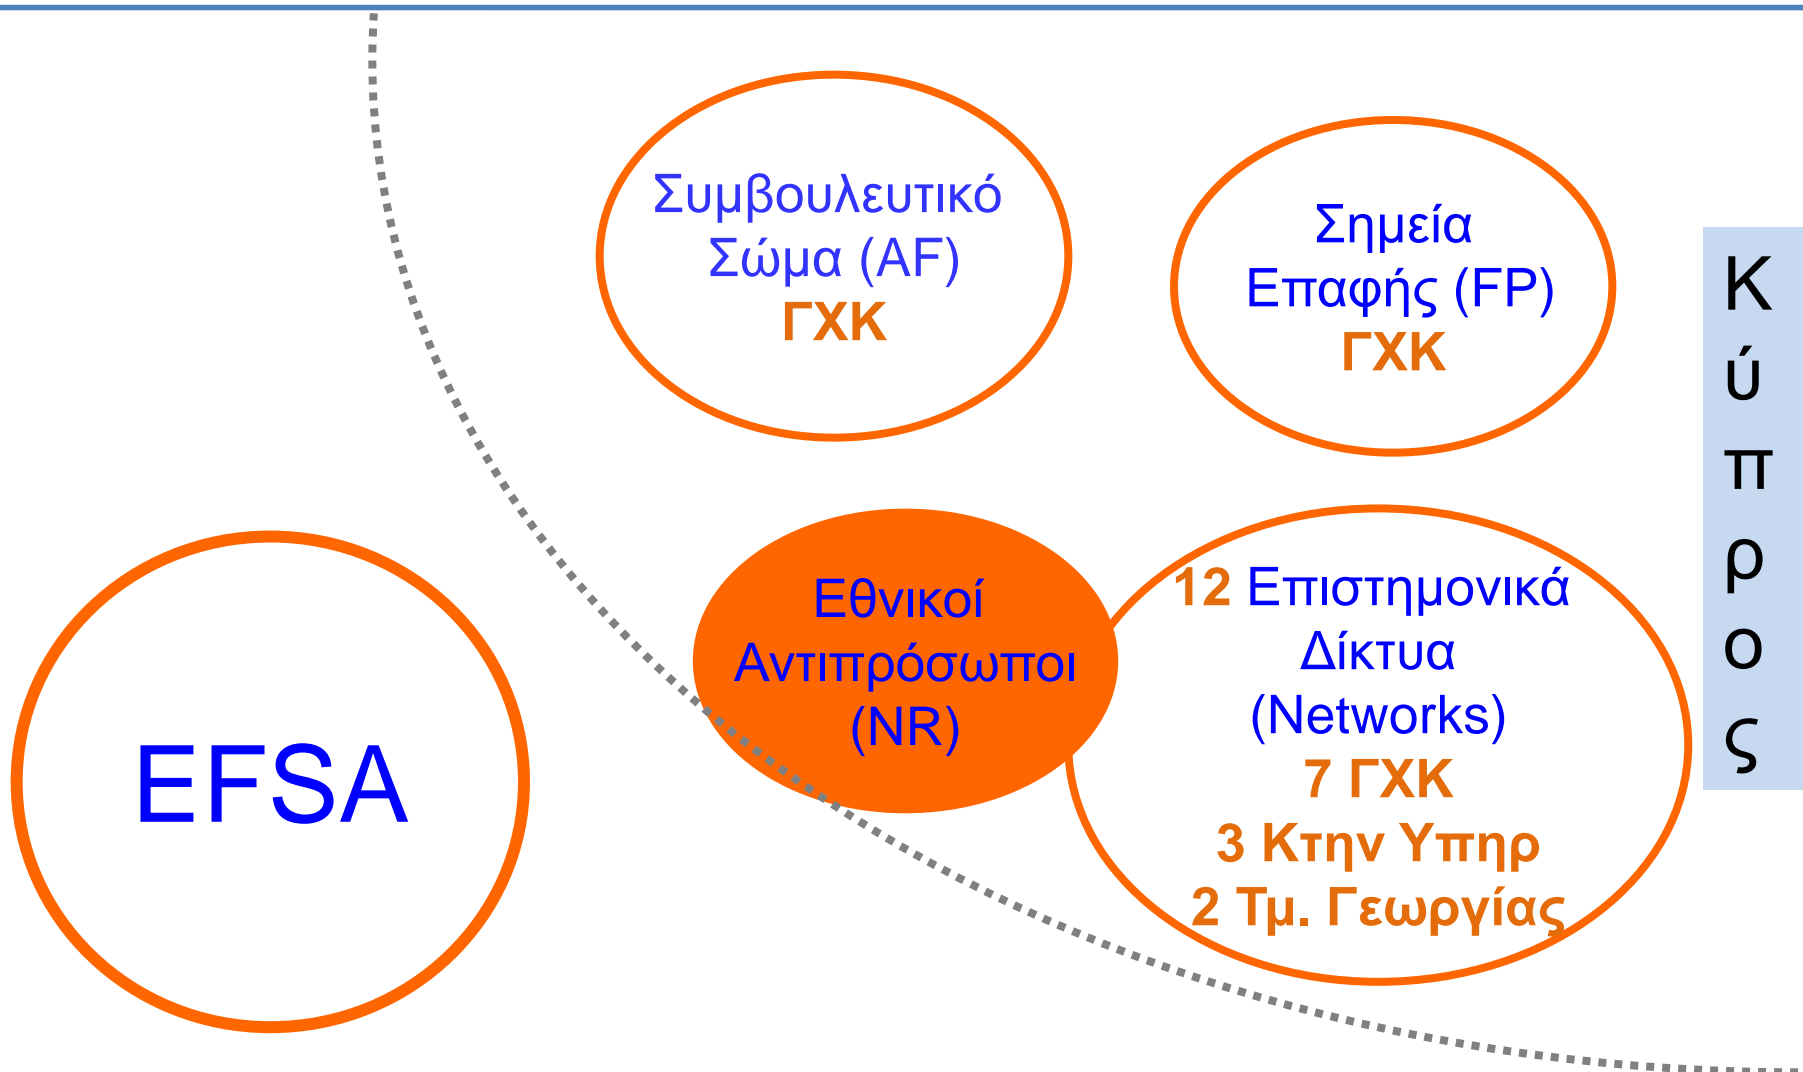 Συμβουλευτικό
Σώμα (AF)
ΓΧΚ
Σημεία
Επαφής (FP)
ΓΧΚ
Εθνικοί
Αντιπρόσωποι
(NR)
12 Επιστημονικά
Δίκτυα
(Networks)
7 ΓΧΚ
3 Κτην Υπηρ
2 Τμ. Γεωργίας
EFSA
Κ
ύ
π
ρ
ο
ς